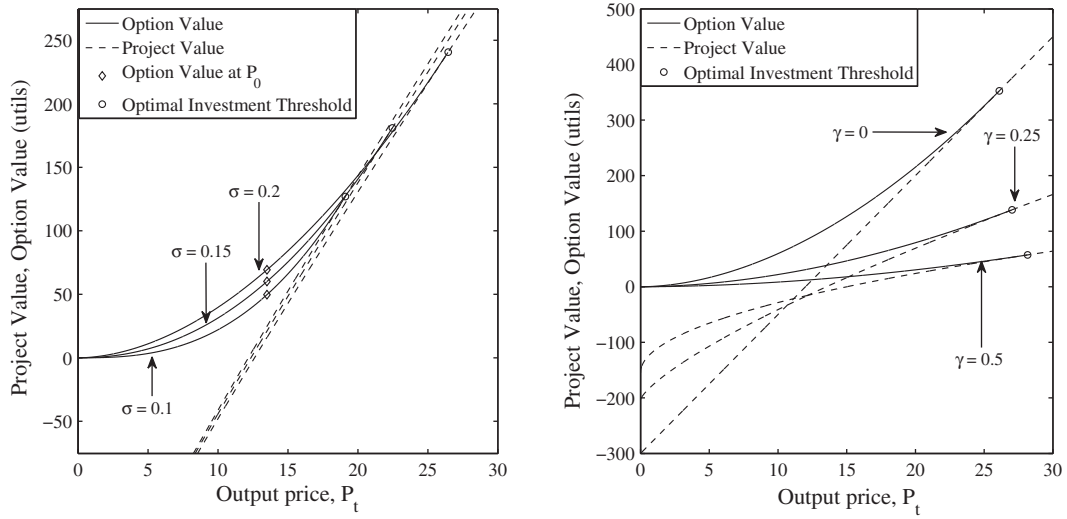 Option Value
Project Value
Option Value at P0
Optimal Investment Threshold
σ = 0.2
σ = 0.15
σ = 0.1
250
200
150
100
50
0
−50
0 5 10 15 20 25 30
Output price, Pt
Project Value, Option Value (utils)
Option Value
Project Value
Optimal Investment Threshold
γ = 0
γ = 0.25
γ = 0.5
500
400
300
200
100
0
−100
−200
−300
0 5 10 15 20 25 30
Output price, Pt
Project Value, Option Value (utils)